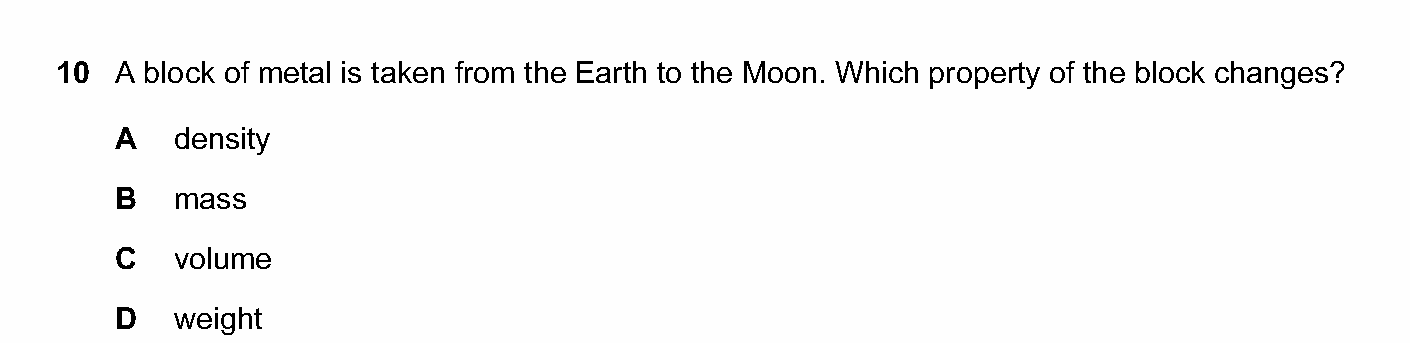 10 A block of metal is taken from the Earth to the Moon. Which property of the block changes?
A density
B mass
C volume
D weight